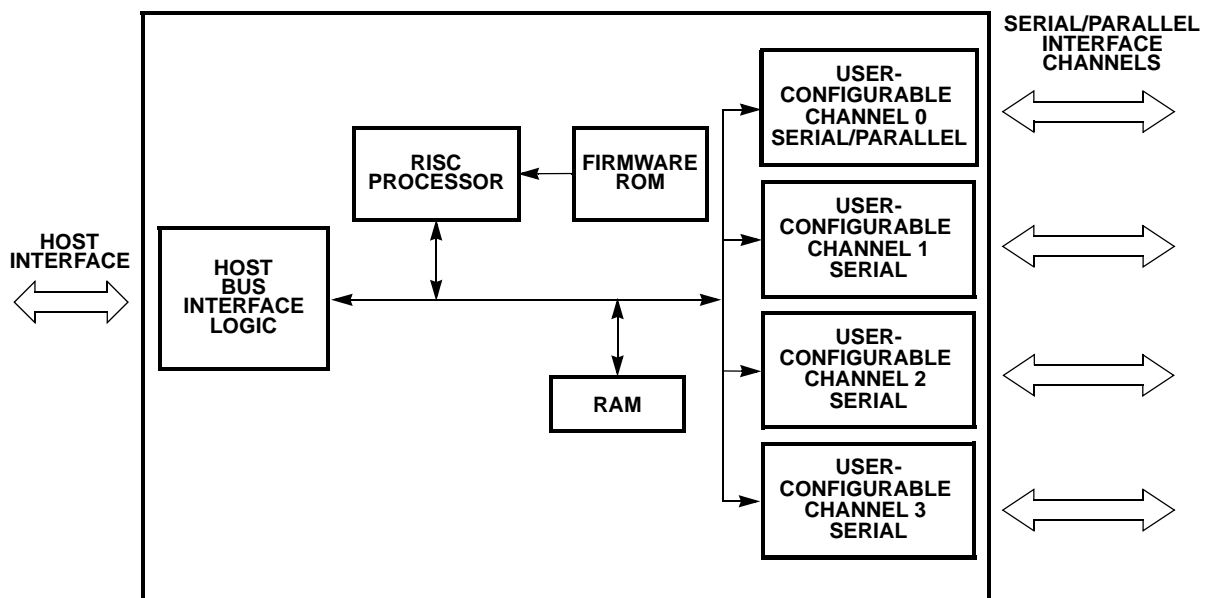 SERIAL/PARALLEL
INTERFACE
CHANNELS
USER-
CONFIGURABLE
CHANNEL 0
SERIAL/PARALLEL
RISC
PROCESSOR
FIRMWARE
ROM
USER-
CONFIGURABLE
CHANNEL 1
SERIAL
HOST
INTERFACE
HOST
BUS
INTERFACE
LOGIC
USER-
CONFIGURABLE
CHANNEL 2
SERIAL
RAM
USER-
CONFIGURABLE
CHANNEL 3
SERIAL